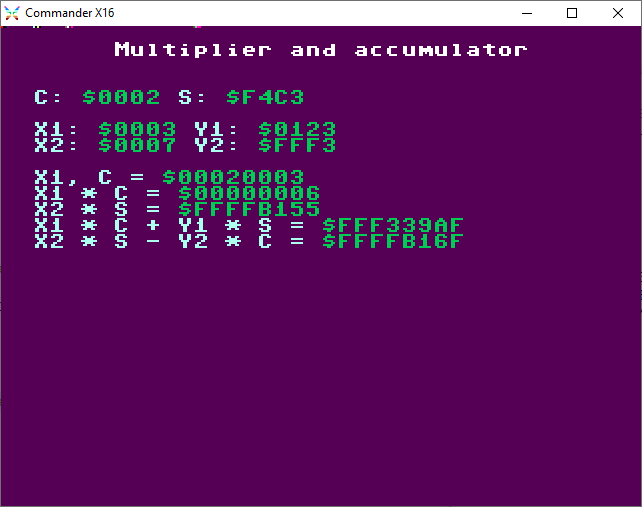 Commander X16
Multiplier and accumulator
C: $0002 S: $F4C3
X1: $0003 Y1: $0123
X2: $0007 Y2: $FFF3
X1, C = $00020003
X1 * C = $00000006
X2 * S = $FFFFB155
X1 * C + Y1 * S = $FFF339AF
X2 * S - Y2 * C = $FFFFB16F